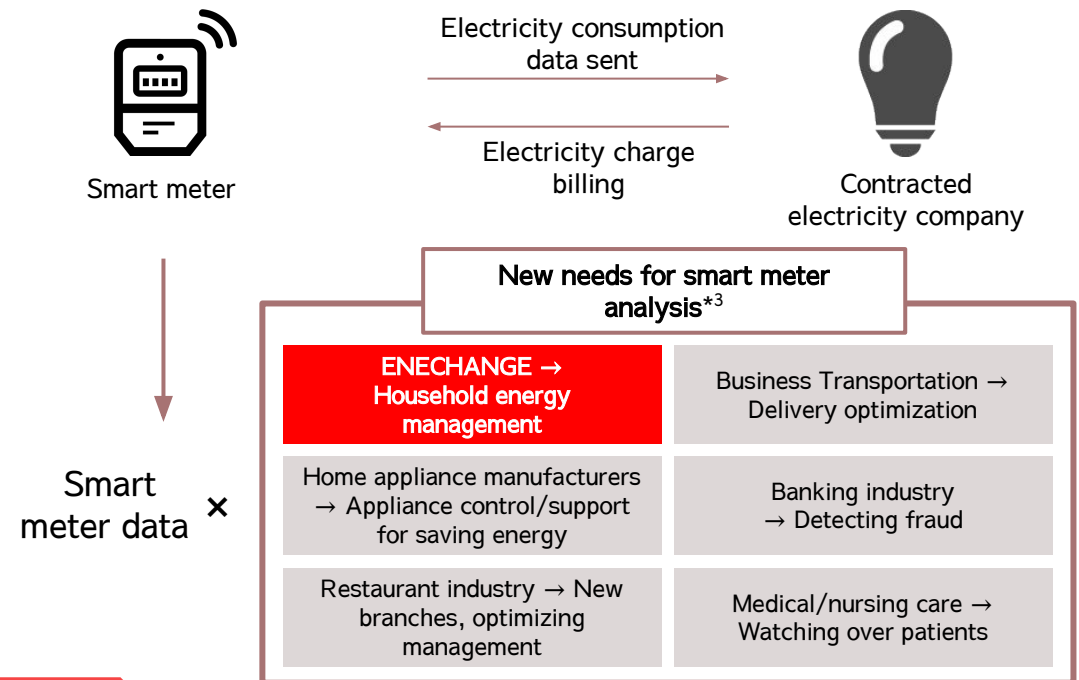 Electricity consumption
data sent
Electricity charge
billing
Smart meter
Contracted
electricity company
New needs for smart meter
analysis*3
ENECHANGE →
Household energy
management
Business Transportation →
Delivery optimization
Smart
meter data ×
Home appliance manufacturers
→ Appliance control/support
for saving energy
Banking industry
→ Detecting fraud
Restaurant industry → New
branches, optimizing
management
Medical/nursing care →
Watching over patients